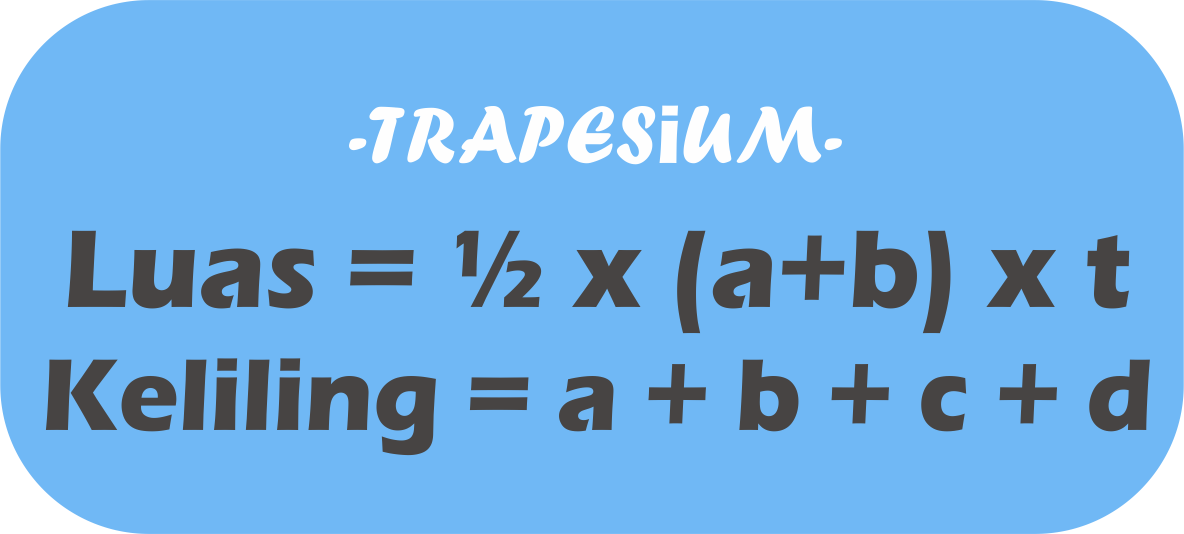 -TRAPESiUM-
Luas = ½ x (a+b) x t
Keliling = a + b + c + d